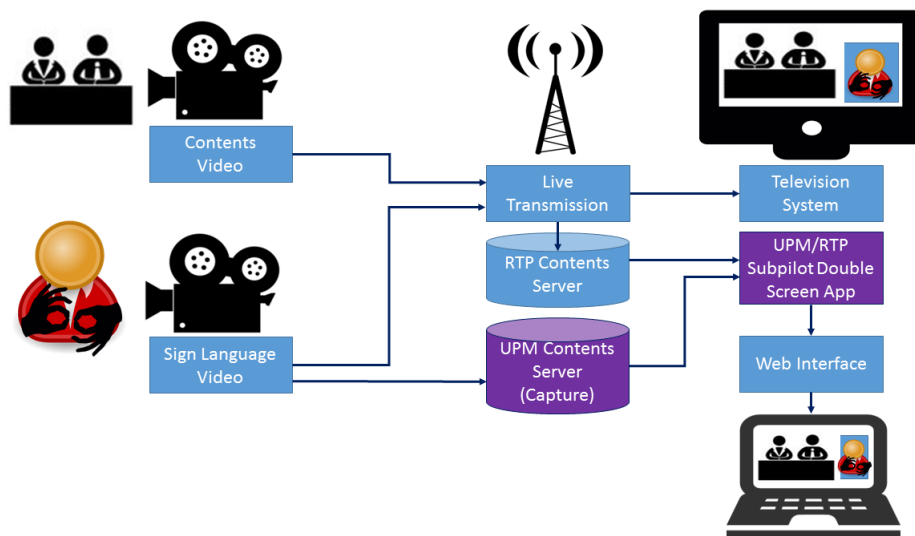 Contents
Video
Live
Transmission
Television
System
RTP Contents
Server
UPM/RTP
Subpilot Double
Screen App
Sign Language
Video
UPM Contents
Server
(Capture)
Web Interface